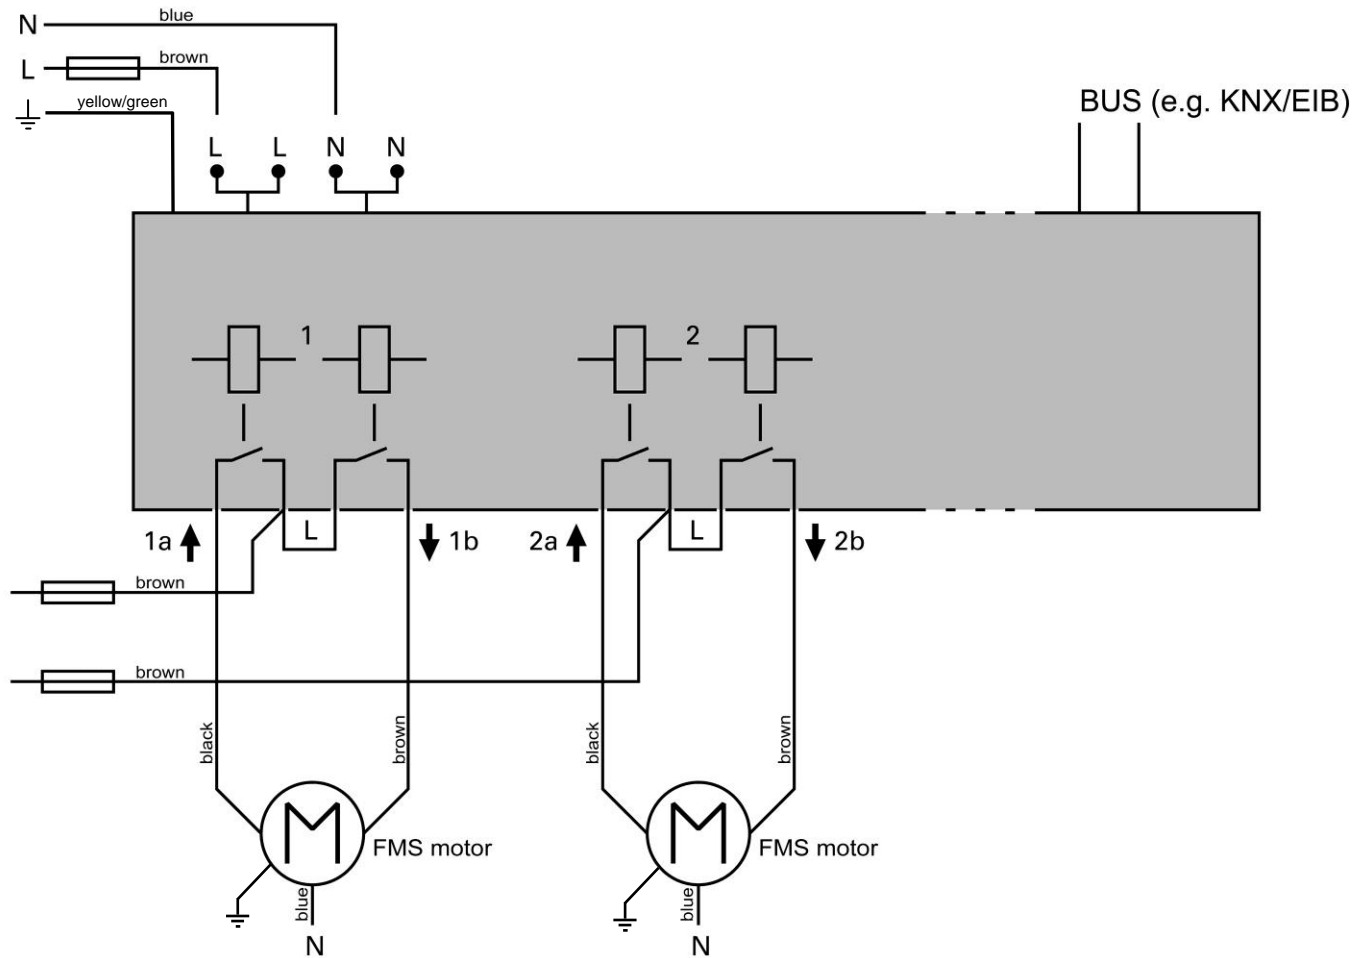 N blue
L brown
yellow/green
BUS (e.g. KNX/EIB)
L L N N
1 2
1a L 1b 2a L 2b
brown
brown
black brown black brown
M M
FMS motor FMS motor
blue blue
N N